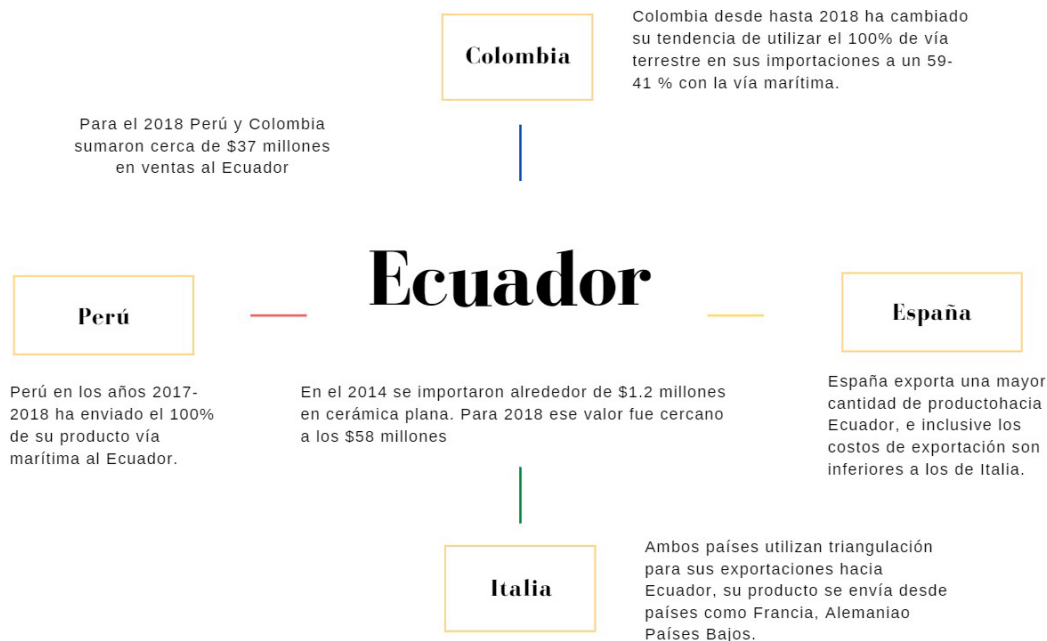 Colombia
Colombia desde hasta 2018 ha cambiado
su tendencia de utilizar el 100% de vía
terrestre en sus importaciones a un 59-
41 % con la vía marítima.
Para el 2018 Perú y Colombia
sumaron cerca de $37 millones
en ventas al Ecuador
Ecuador
Perú
España
Perú en los años 2017-
2018 ha enviado el 100%
de su producto vía
marítima al Ecuador.
En el 2014 se importaron alrededor de $1.2 millones
en cerámica plana. Para 2018 ese valor fue cercano
a los $58 millones
España exporta una mayor
cantidad de productohacia
Ecuador, e inclusive los
costos de exportación son
inferiores a los de Italia.
Italia
Ambos países utilizan triangulación
para sus exportaciones hacia
Ecuador, su producto se envía desde
países como Francia, Alemaniao
Países Bajos.